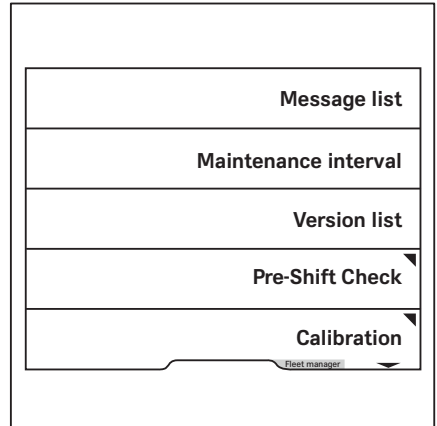 Message list
Maintenance interval
Version list
Pre-Shift Check
Calibration
Fleet manager